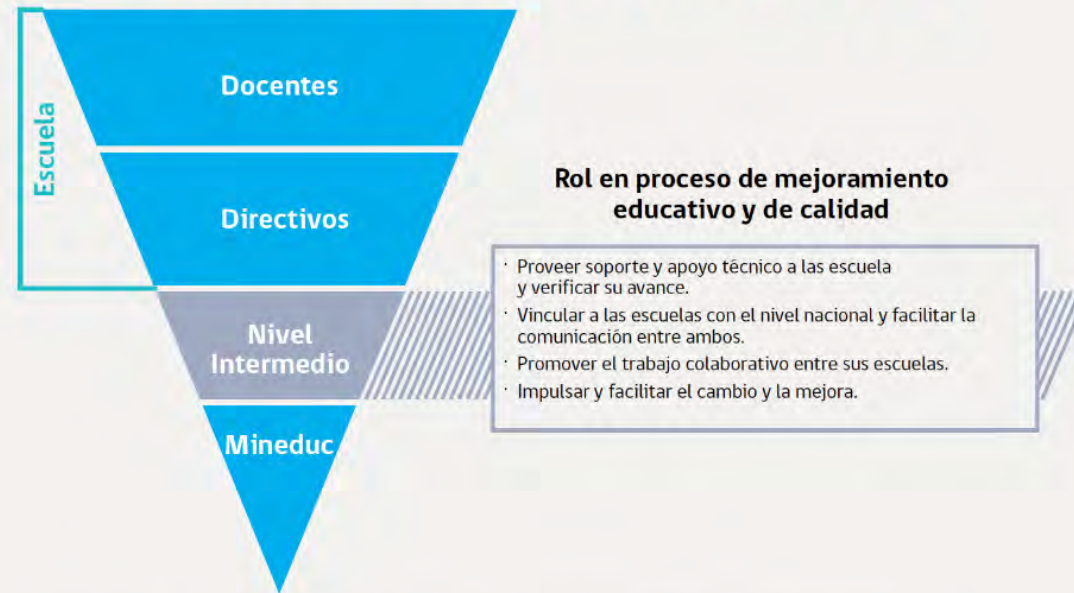 Escuela
Docentes
Directivos
Nivel
Intermedio
Mineduc
Rol en proceso de mejoramiento
educativo y de calidad
· Proveer soporte y apoyo técnico a las escuela
y verificar su avance.
· Vincular a las escuelas con el nivel nacional y facilitar la
comunicación entre ambos.
· Promover el trabajo colaborativo entre sus escuelas.
· Impulsar y facilitar el cambio y la mejora.